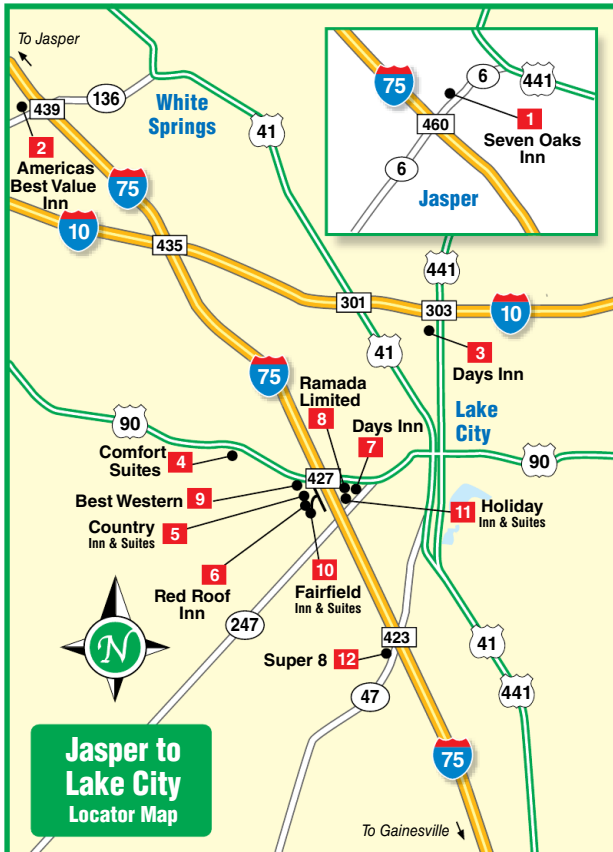 To Jasper
136
439
White
Springs
41
2
Americas
Best Value
Inn
75
10
435
75
6
441
460
1
Seven Oaks
Inn
6
Jasper
441
301
303
10
41
3
Days Inn
75
Ramada
Limited
8
Days Inn
7
Lake
City
90
Comfort
Suites
4
427
90
Best Western
9
Country
Inn & Suites
5
11
Holiday
Inn & Suites
6
Red Roof
Inn
10
Fairfield
Inn & Suites
N
247
423
Super 8
12
41
47
441
75
Jasper to
Lake City
Locator Map
To Gainesville